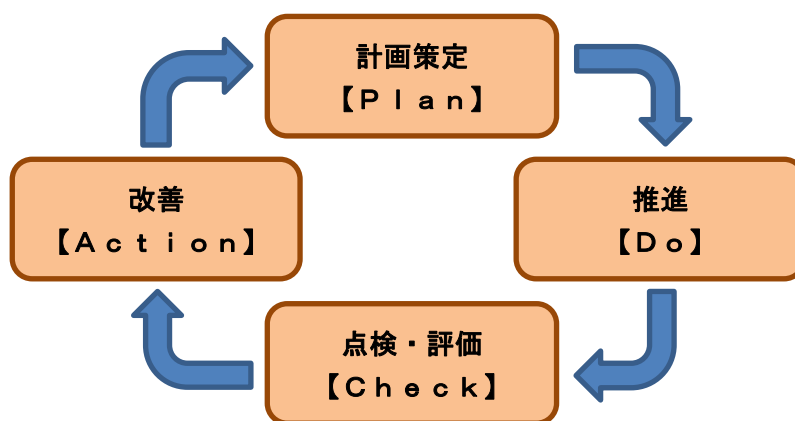 計画策定
【Ｐｌａｎ】
改善
【Ａｃｔｉｏｎ】
推進
【Ｄｏ】
点検・評価
【Ｃｈｅｃｋ】